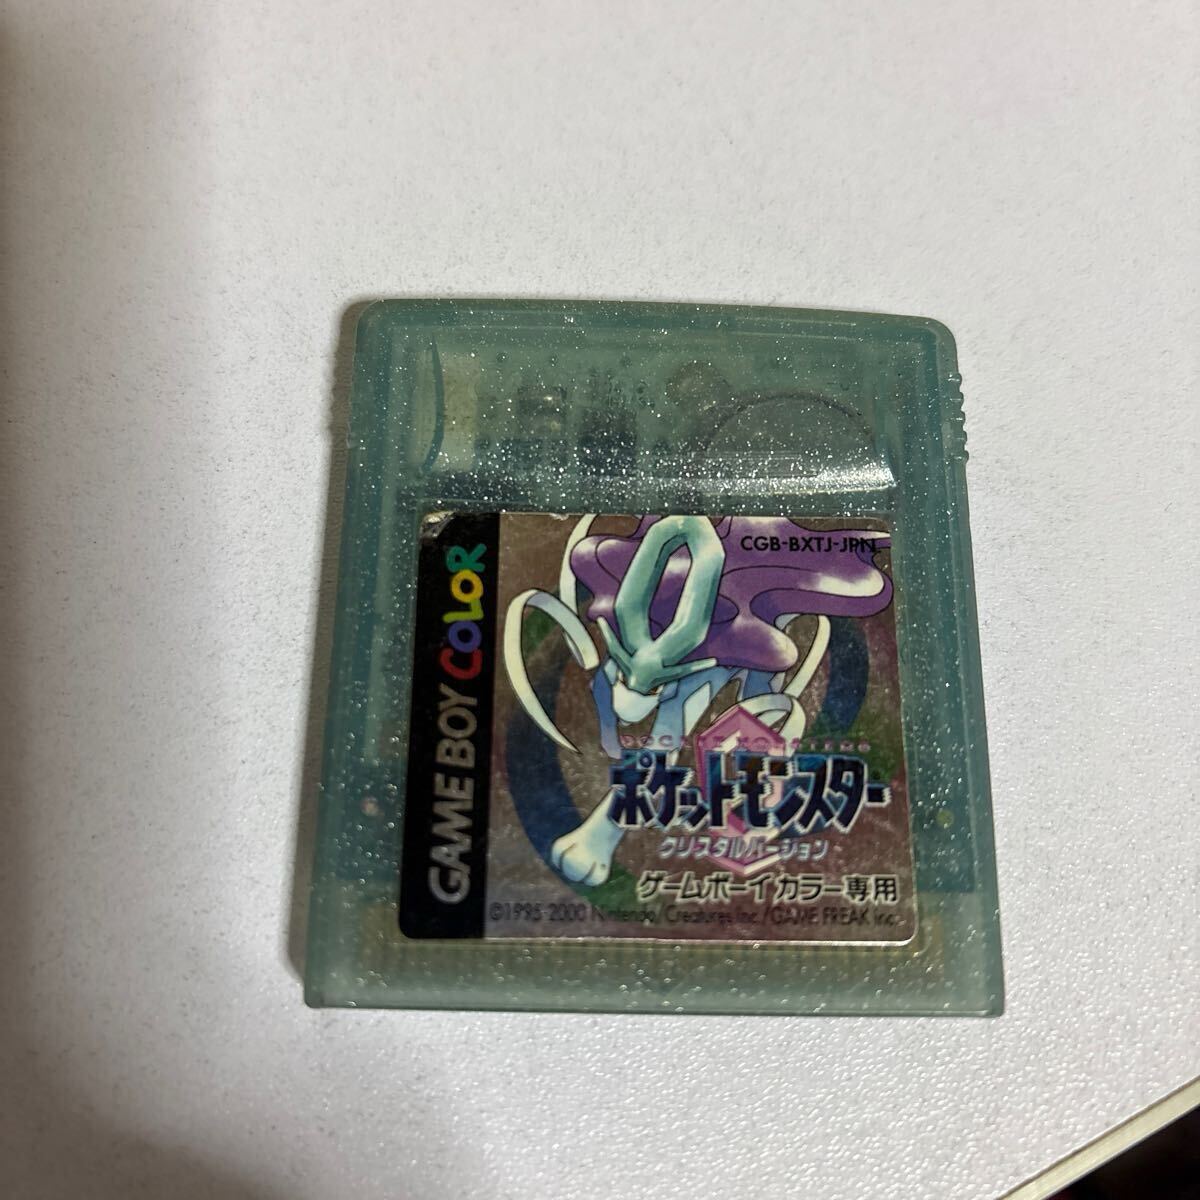 GAME BOY COLOR
CGB-BXTJ-JPN
POCKET MONSTERS
ポケットモンスター
クリスタルバージョン
ゲームボーイカラー専用
©1995-2000 Nintendo/Creatures inc./GAME FREAK inc.